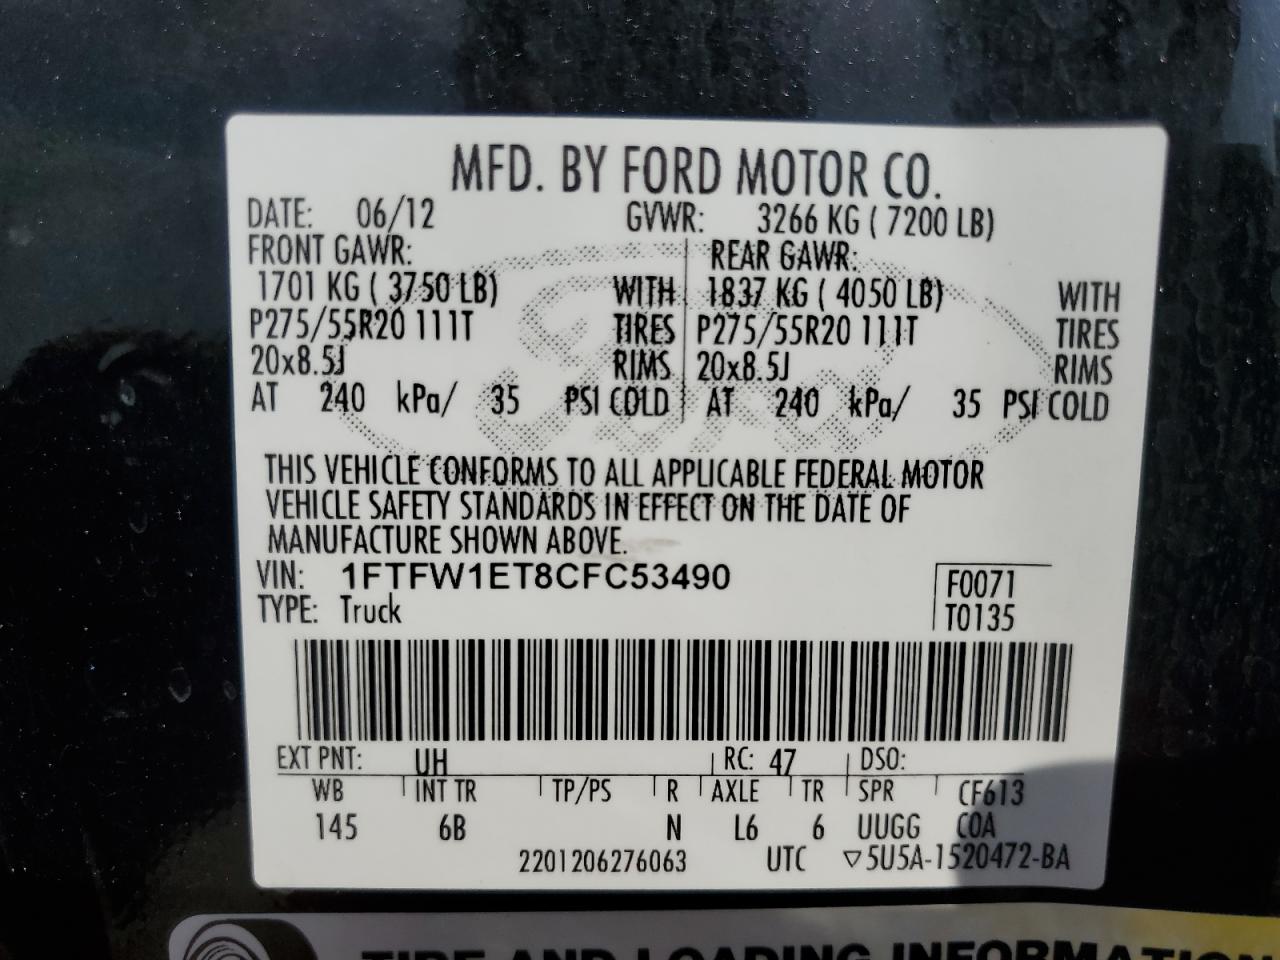 MFD. BY FORD MOTOR CO.
DATE: 06/12 GVWR: 3266 KG ( 7200 LB)
FRONT GAWR: REAR GAWR:
1701 KG ( 3750 LB) WITH 1837 KG ( 4050 LB) WITH
P275/55R20 111T TIRES P275/55R20 111T TIRES
20x8.5J RIMS 20x8.5J RIMS
AT 240 kPa/ 35 PSI COLD AT 240 kPa/ 35 PSI COLD
THIS VEHICLE CONFORMS TO ALL APPLICABLE FEDERAL MOTOR
VEHICLE SAFETY STANDARDS IN EFFECT ON THE DATE OF
MANUFACTURE SHOWN ABOVE.
VIN: 1FTFW1ET8CFC53490 F0071
TYPE: Truck T0135
EXT PNT: UH RC: 47 DSO:
WB INT TR TP/PS R AXLE TR SPR CF613
145 6B N L6 6 UUGG COA
2201206276063 UTC ▽5U5A-1520472-BA
TIRE AND LOADING INFORMATION